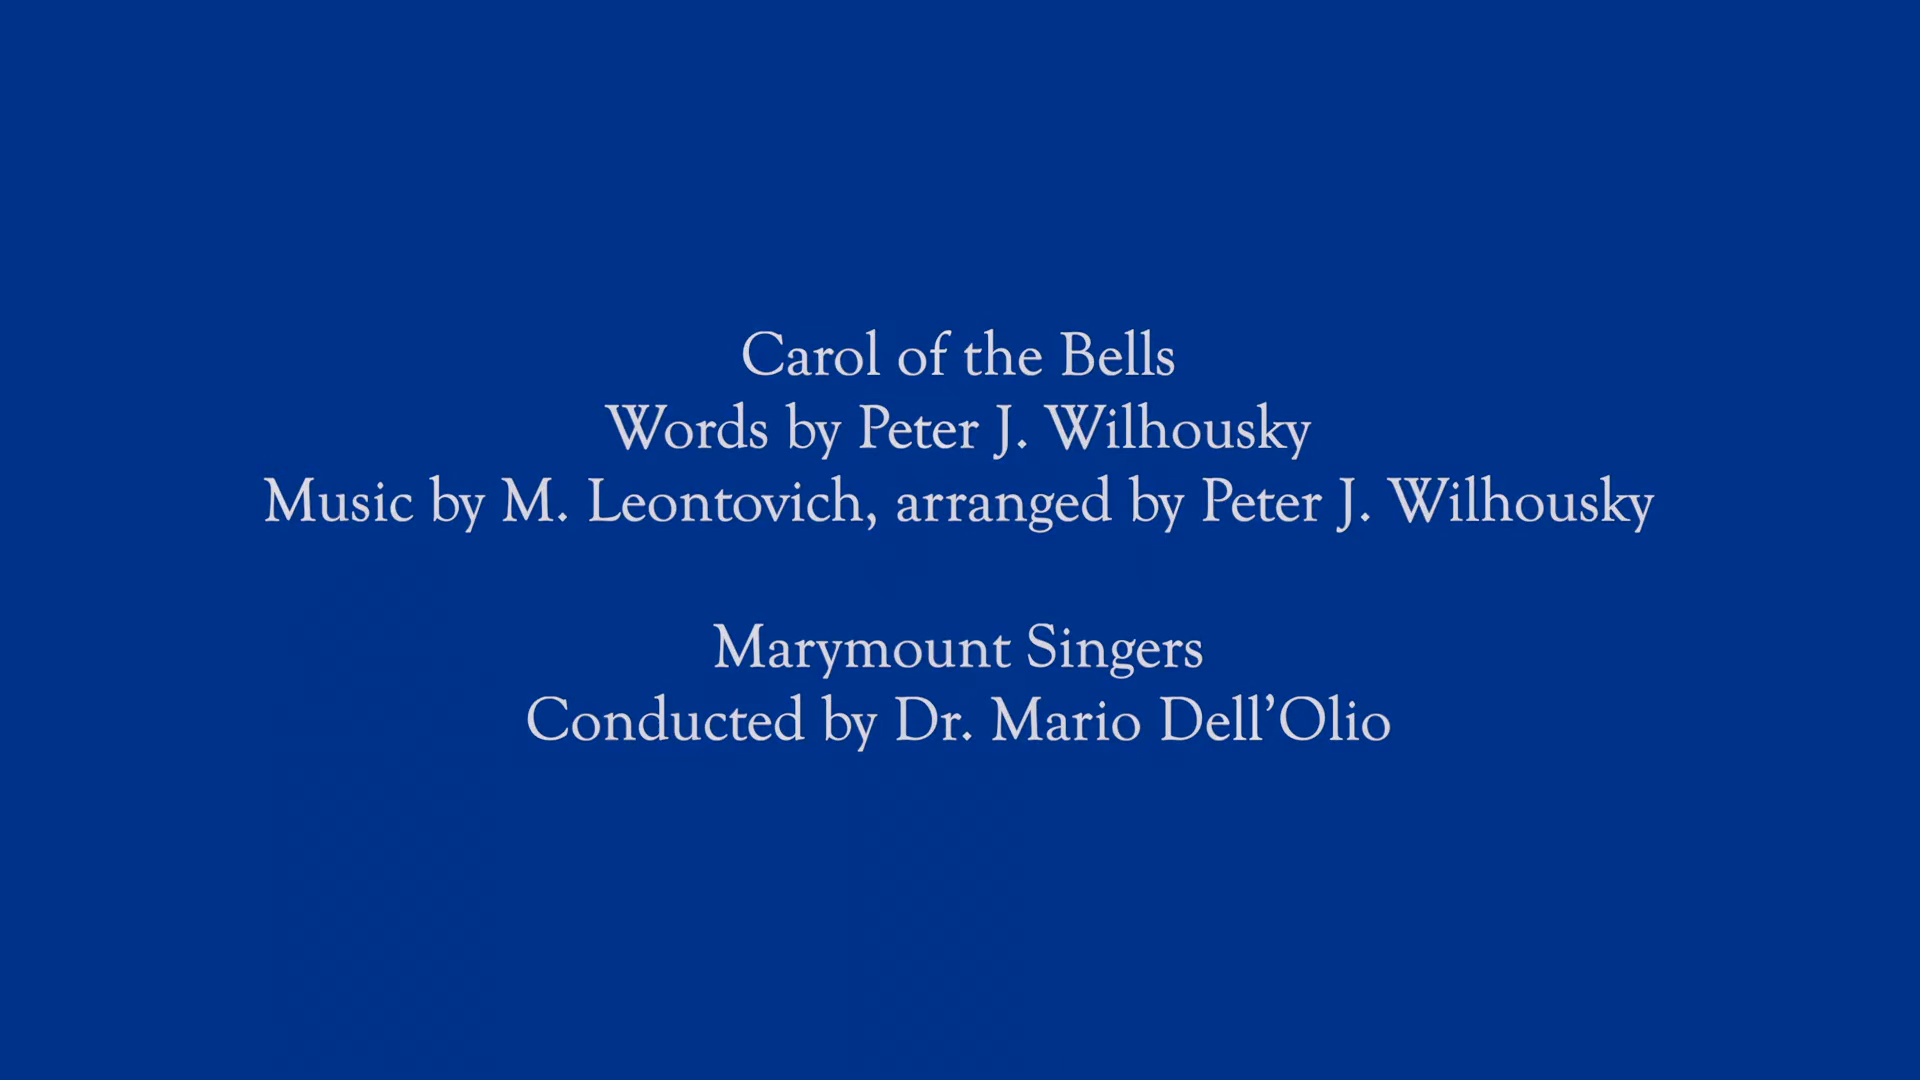 Carol of the Bells
Words by Peter J. Wilhousky
Music by M. Leontovich, arranged by Peter J. Wilhousky
Marymount Singers
Conducted by Dr. Mario Dell’Olio